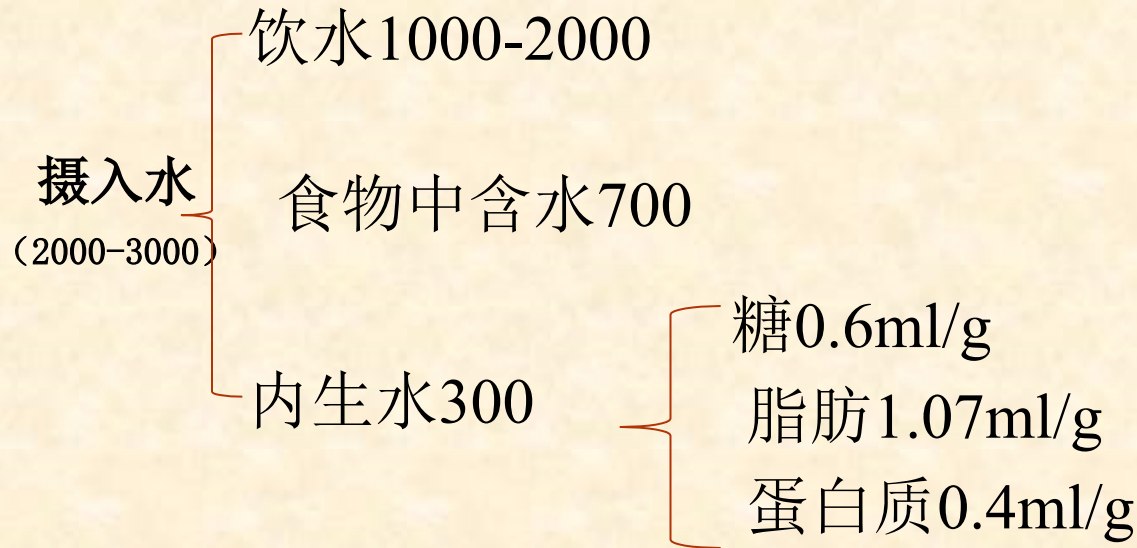 饮水1000-2000
摄入水
(2000-3000)
食物中含水700
内生水300
糖0.6ml/g
脂肪1.07ml/g
蛋白质0.4ml/g